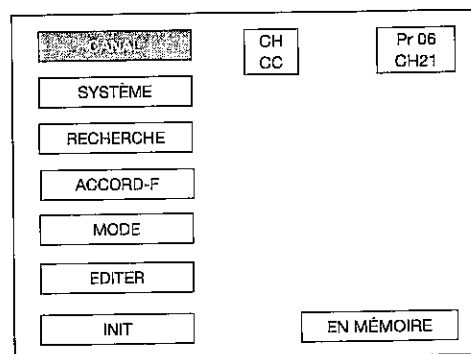 CANAL
CH
CC
Pr 06
CH21
SYSTÈME
RECHERCHE
ACCORD-F
MODE
EDITER
INIT
EN MÉMOIRE